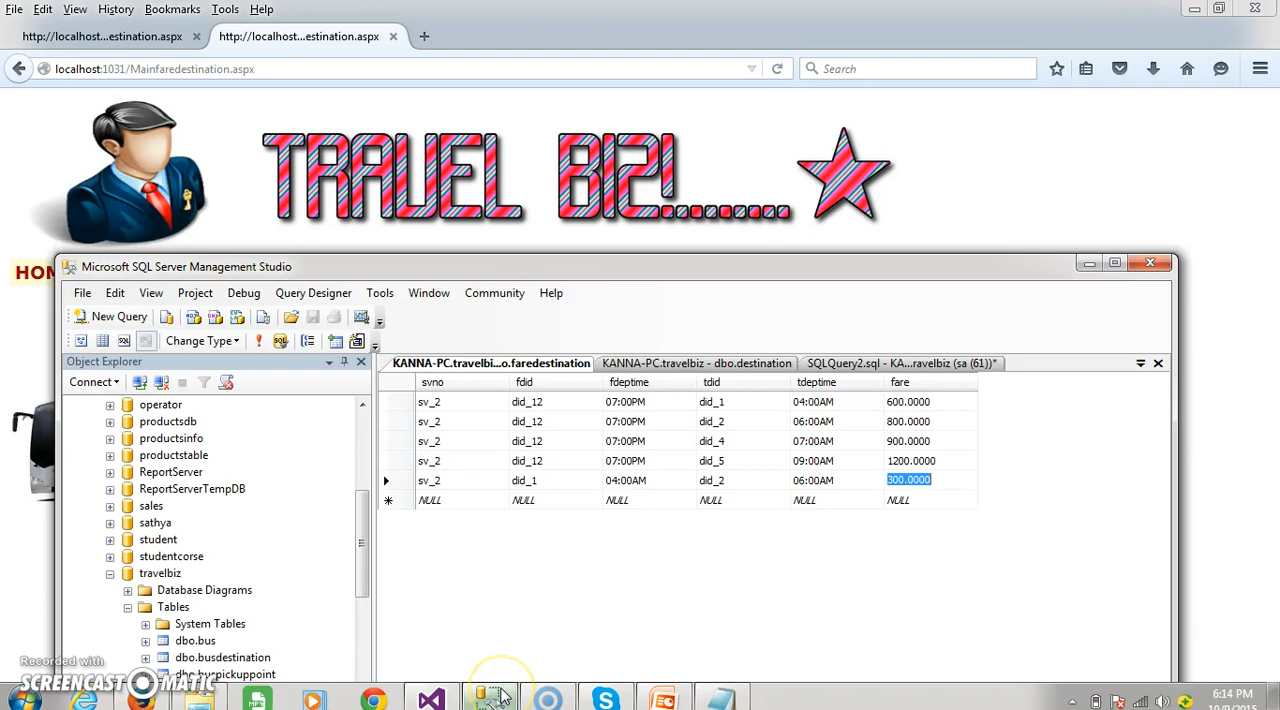 File Edit View History Bookmarks Tools Help
http://localhost...estination.aspx × http://localhost...estination.aspx × +
localhost:1031/Mainfaredestination.aspx Search
TRAVEL BIZ!........
HOM
Microsoft SQL Server Management Studio
File Edit View Project Debug Query Designer Tools Window Community Help
New Query
Change Type
Object Explorer
KANNA-PC.travelbi...o.faredestination KANNA-PC.travelbiz - dbo.destination SQLQuery2.sql - KA...ravelbiz (sa (61))*
Connect
svno fdid fdeptime tdid tdeptime fare
sv_2 did_12 07:00PM did_1 04:00AM 600.0000
sv_2 did_12 07:00PM did_2 06:00AM 800.0000
sv_2 did_12 07:00PM did_4 07:00AM 900.0000
sv_2 did_12 07:00PM did_5 09:00AM 1200.0000
sv_2 did_1 04:00AM did_2 06:00AM 300.0000
NULL NULL NULL NULL NULL NULL
operator
productsdb
productsinfo
productstable
ReportServer
ReportServerTempDB
sales
sathya
student
studentcorse
travelbiz
Database Diagrams
Tables
System Tables
dbo.bus
dbo.busdestination
dbo.buspickuppoint
Recorded with
SCREENCAST MATIC
6:14 PM
10/9/2015